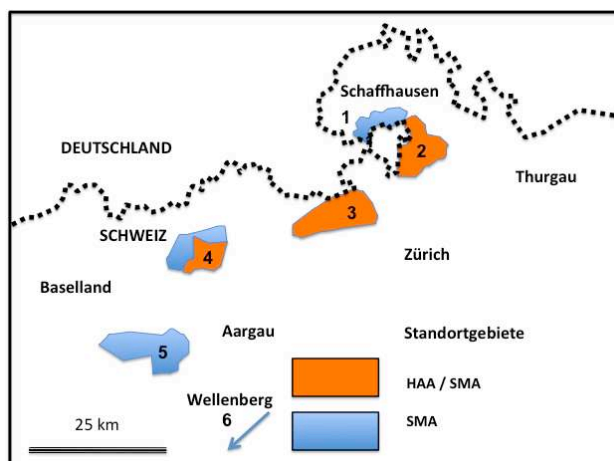 Schaffhausen
1
DEUTSCHLAND
2
Thurgau
3
SCHWEIZ
4
Zürich
Baselland
Aargau
Standortgebiete
5
HAA / SMA
Wellenberg
6
SMA
25 km